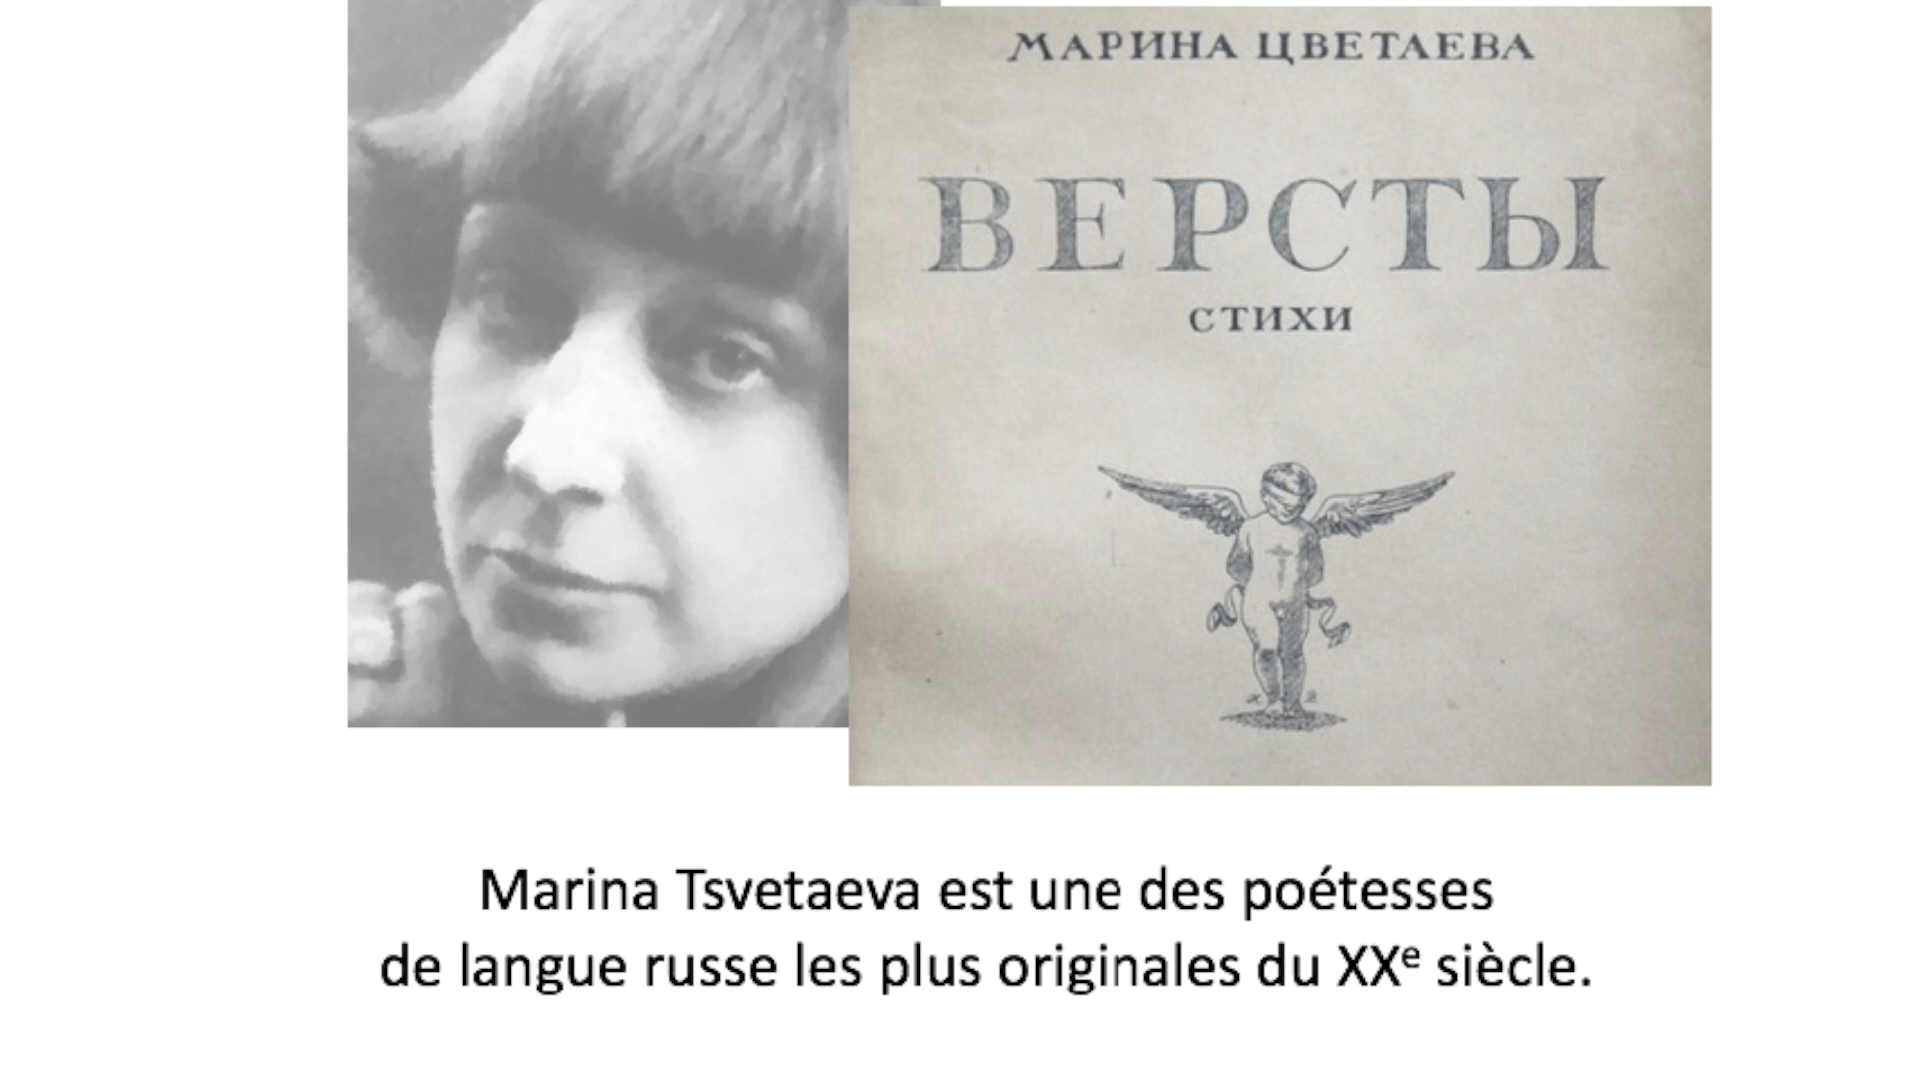 МАРИНА ЦВЕТАЕВА
ВЕРСТЫ
СТИХИ
Marina Tsvetaeva est une des poétesses
de langue russe les plus originales du XXᵉ siècle.